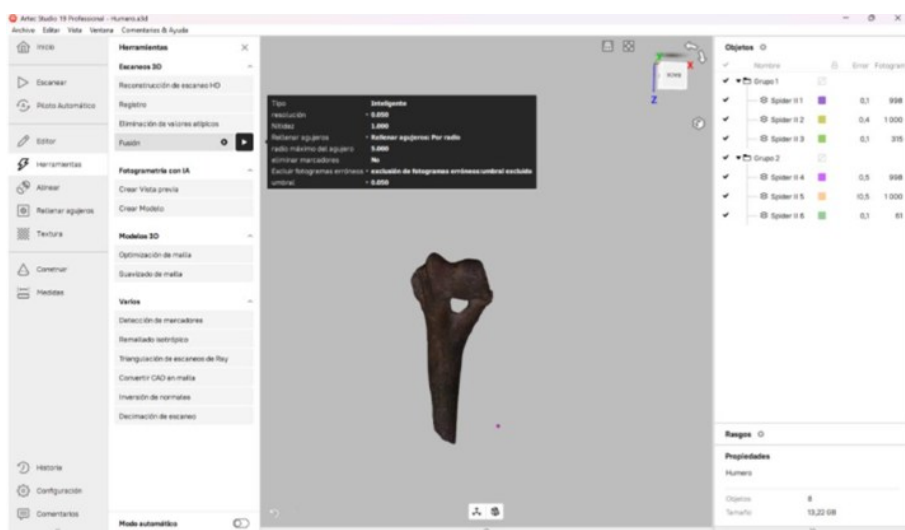 Artec Studio 19 Professional - Humero.a3d
Archivo Editar Vista Ventana Comentarios & Ayuda
Inicio
Escanear
Piloto Automático
Editor
Herramientas
Alinear
Rellenar agujeros
Textura
Construir
Medidas
Historia
Configuración
Comentarios
Herramientas
Escaneos 3D
Reconstrucción de escaneo HD
Registro
Eliminación de valores atípicos
Fusión
Fotogrametría con IA
Crear Vista previa
Crear Modelo
Modelos 3D
Optimización de malla
Suavizado de malla
Varios
Detección de marcadores
Remallado isotrópico
Triangulación de escaneos de Ray
Convertir CAD en malla
Inversión de normales
Decimación de escaneo
Modo automático
Tipo Inteligente
resolución • 0.050
Nitidez 1.000
Rellenar agujeros • Rellenar agujeros: Por radio
radio máximo del agujero • 5.000
eliminar marcadores No
Excluir fotogramas erróneos • exclusión de fotogramas erróneos:umbral excluido
umbral • 0.050
Y
X
Z
Objetos
Nombre Error Fotogram
Grupo 1
Spider II 1 0,1 998
Spider II 2 0,4 1 000
Spider II 3 0,1 315
Grupo 2
Spider II 4 0,5 998
Spider II 5 10,5 1 000
Spider II 6 0,1 61
Rasgos
Propiedades
Humero
Objetos 8
Tamaño 13,22 GB